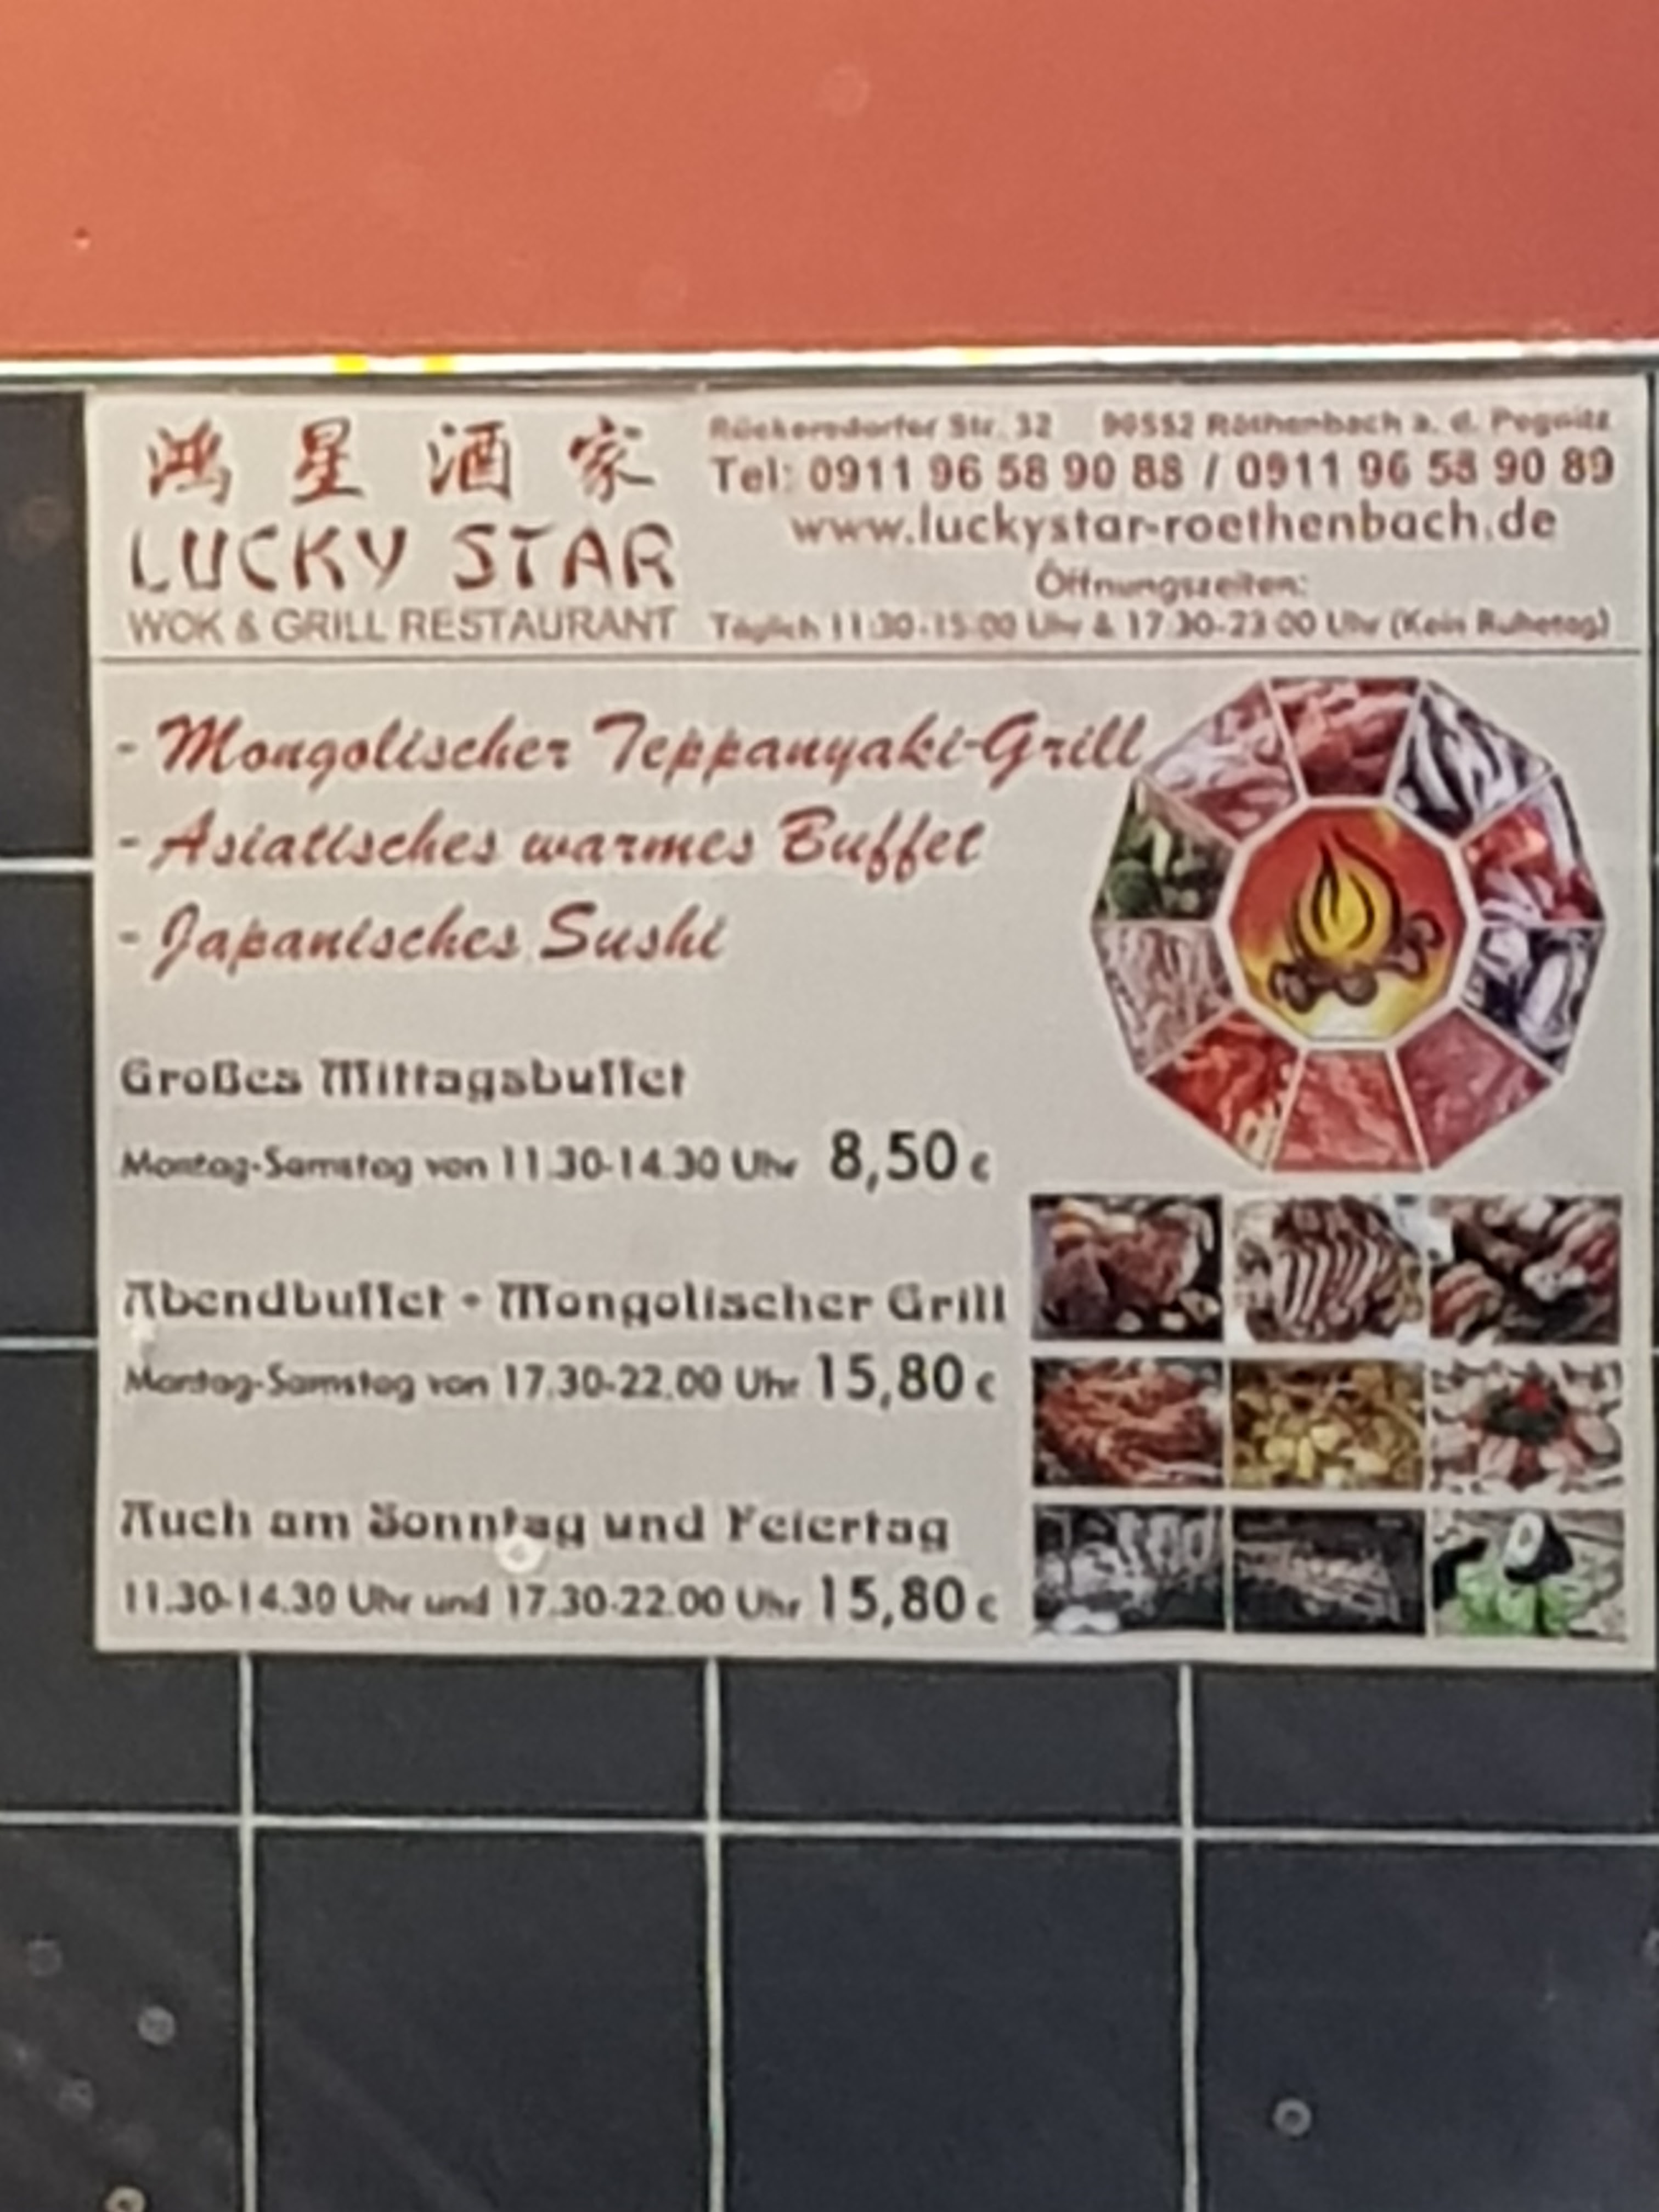 鴻星酒家
LUCKY STAR
WOK & GRILL RESTAURANT
Rückersdorfer Str. 32 90552 Röthenbach a. d. Pegnitz
Tel: 0911 96 58 90 88 / 0911 96 58 90 89
www.luckystar-roethenbach.de
Öffnungszeiten:
Täglich 11:30-15:00 Uhr & 17:30-23:00 Uhr (Kein Ruhetag)
- Mongolischer Teppanyaki-Grill
- Asiatisches warmes Buffet
- Japanisches Sushi
Großes Mittagsbuffet
Montag-Samstag von 11.30-14.30 Uhr 8,50 €
Abendbuffet + Mongolischer Grill
Montag-Samstag von 17.30-22.00 Uhr 15,80 €
Auch am Sonntag und Feiertag
11.30-14.30 Uhr und 17.30-22.00 Uhr 15,80 €